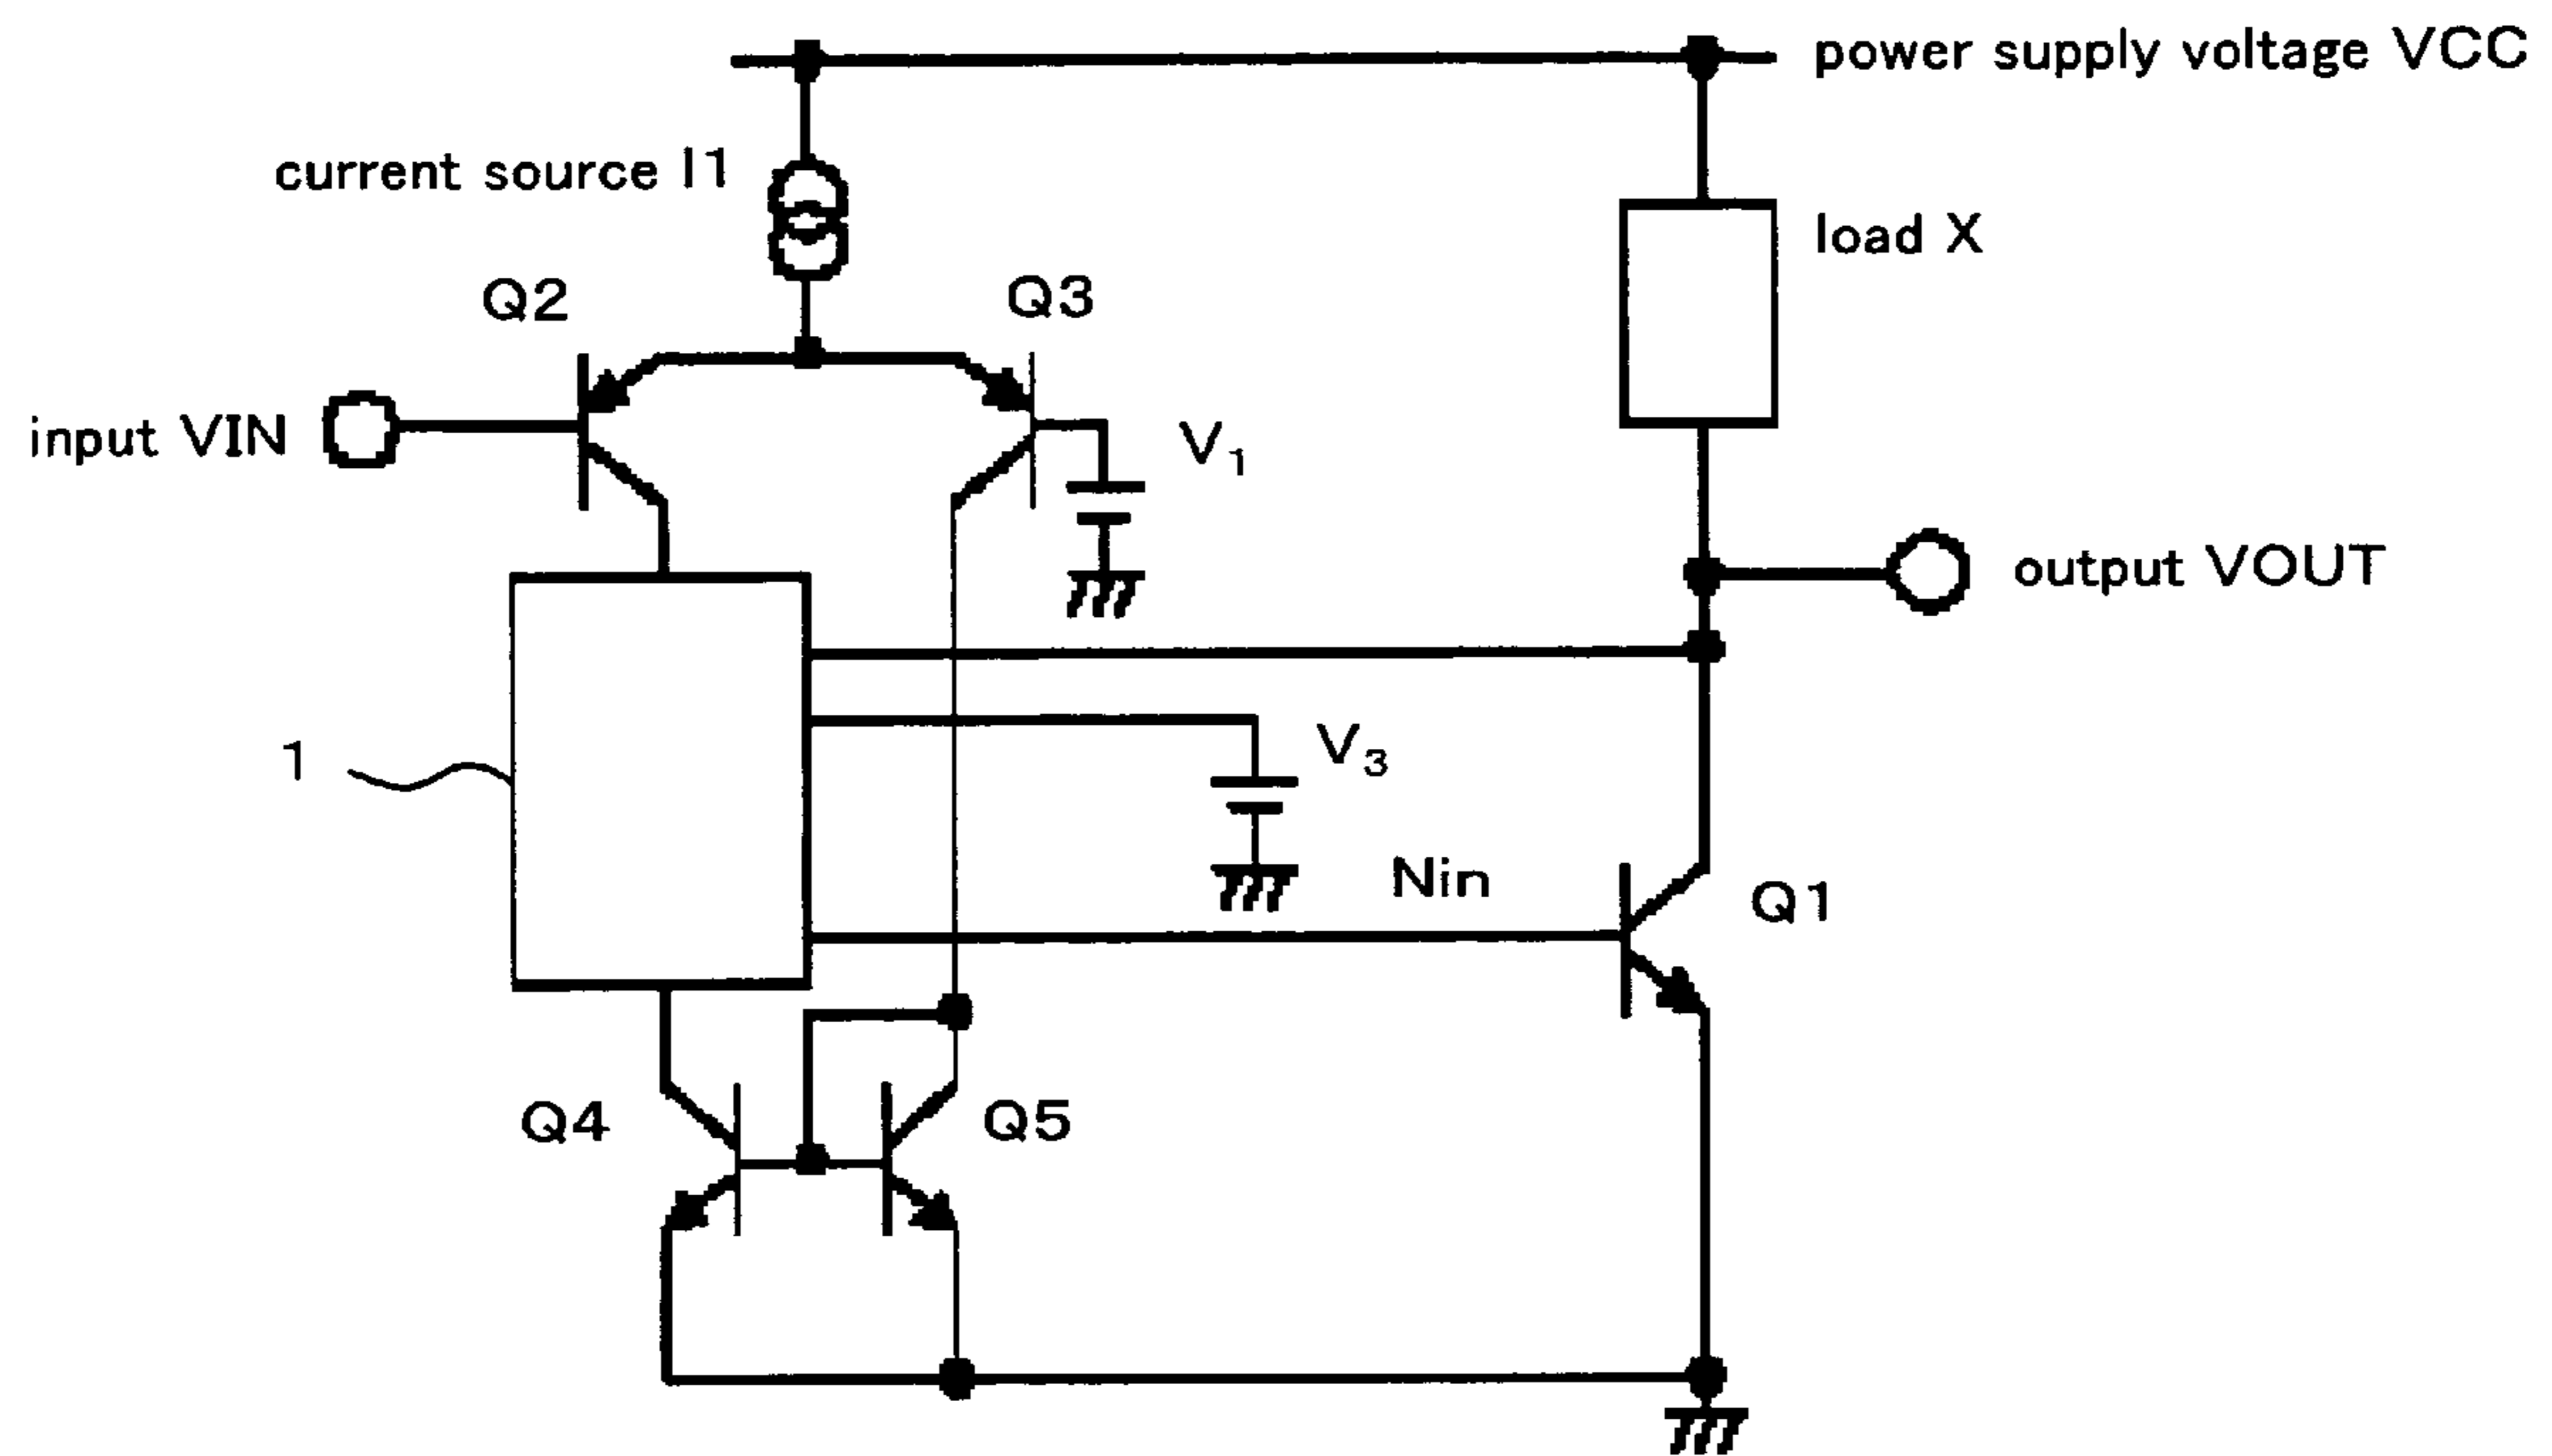 power supply voltage VCC
current source I1
load X
Q2
Q3
input VIN
V1
output VOUT
V3
1
Nin
Q1
Q4
Q5